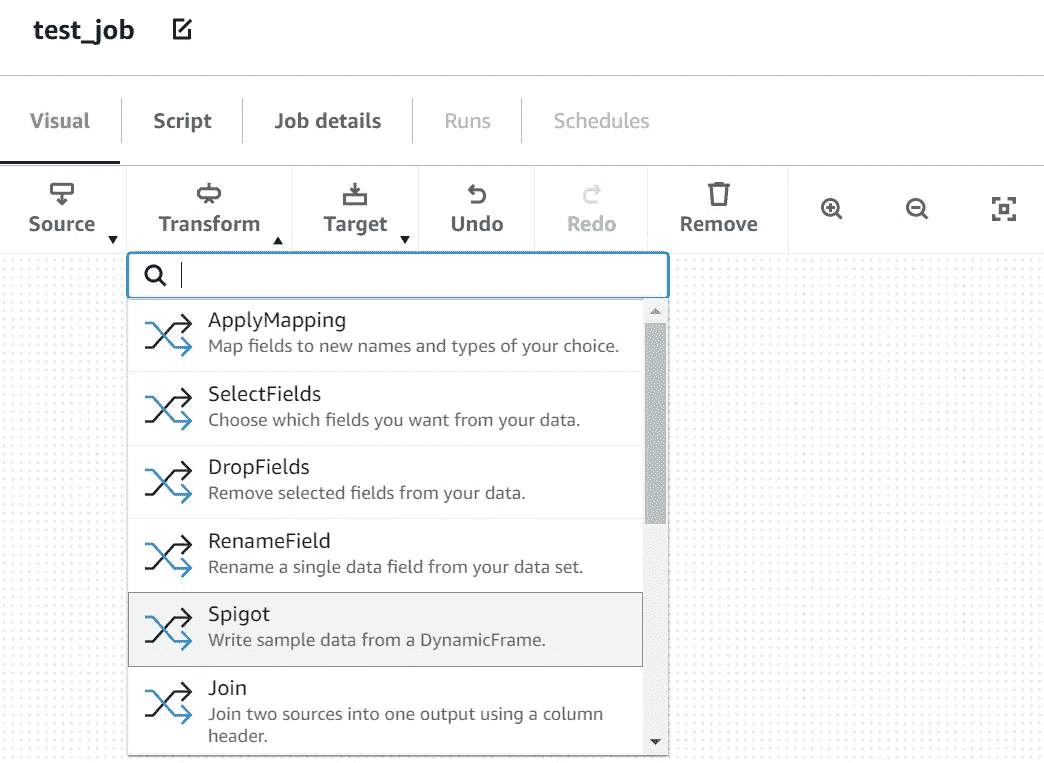 test_job
Visual Script Job details Runs Schedules
Source Transform Target Undo Redo Remove
ApplyMapping
Map fields to new names and types of your choice.
SelectFields
Choose which fields you want from your data.
DropFields
Remove selected fields from your data.
RenameField
Rename a single data field from your data set.
Spigot
Write sample data from a DynamicFrame.
Join
Join two sources into one output using a column
header.